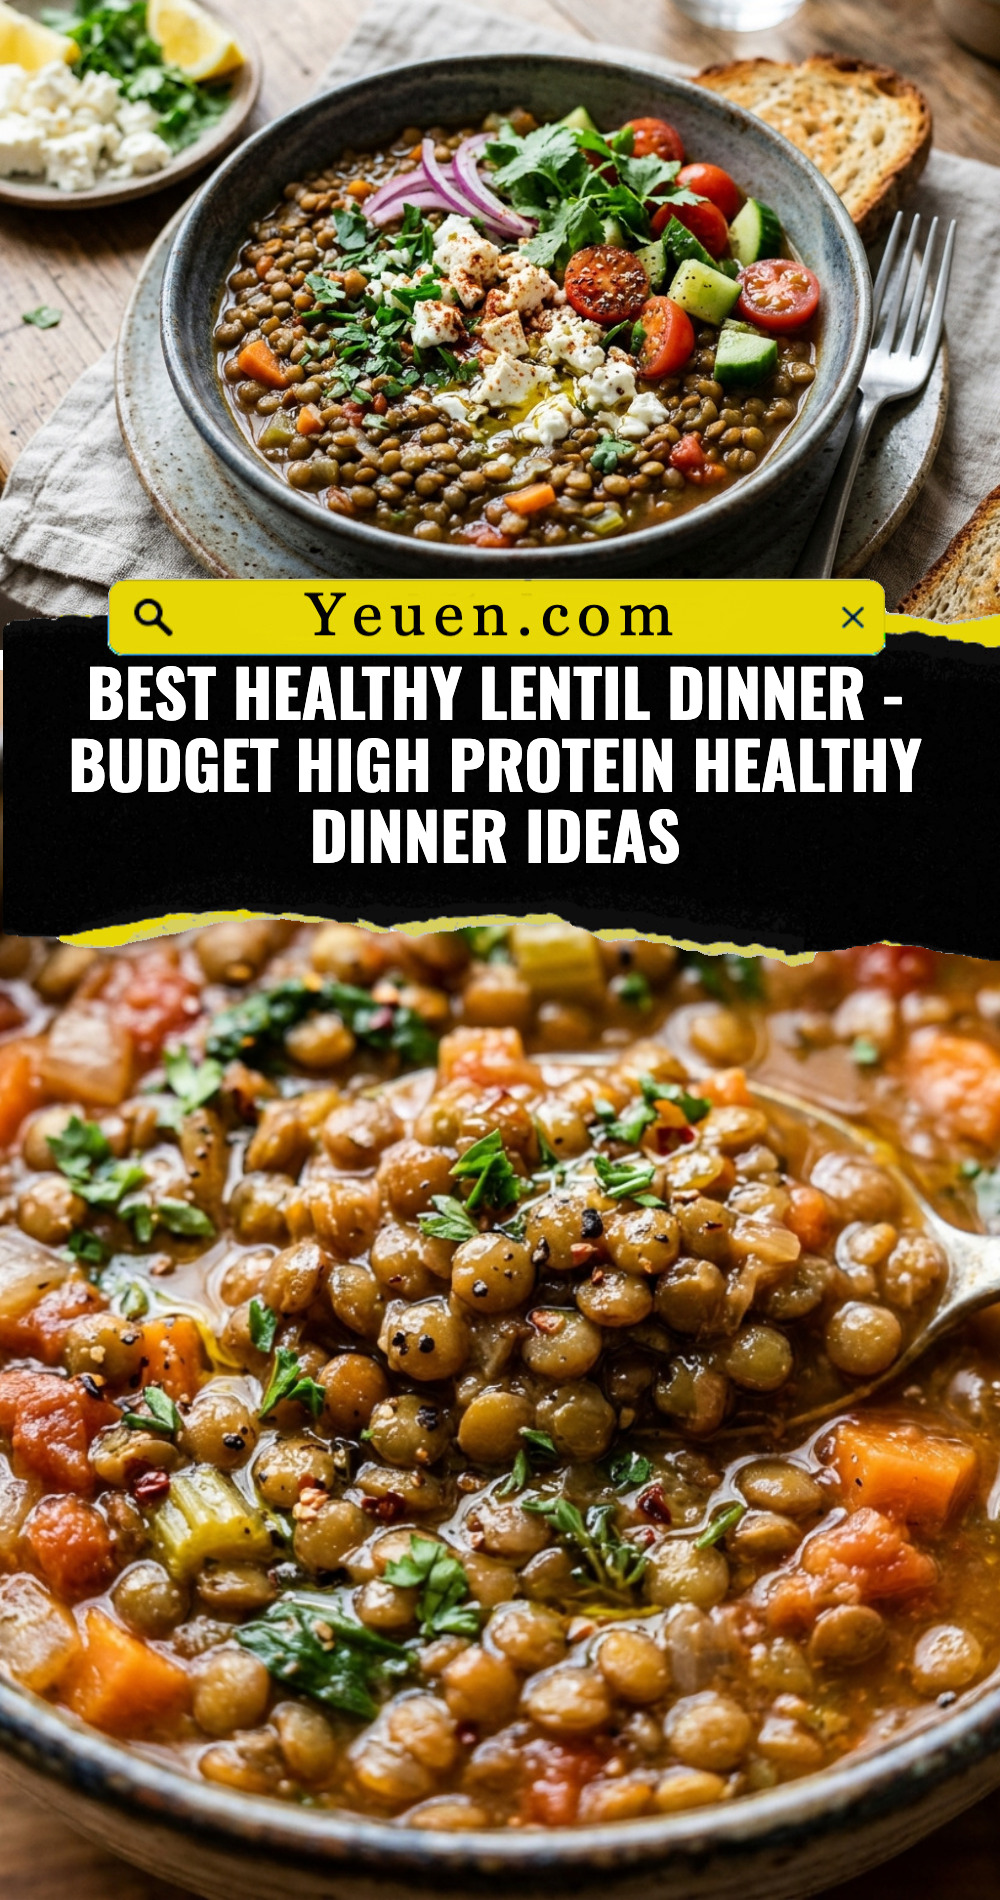 Yeuen.com
BEST HEALTHY LENTIL DINNER -
BUDGET HIGH PROTEIN HEALTHY
DINNER IDEAS